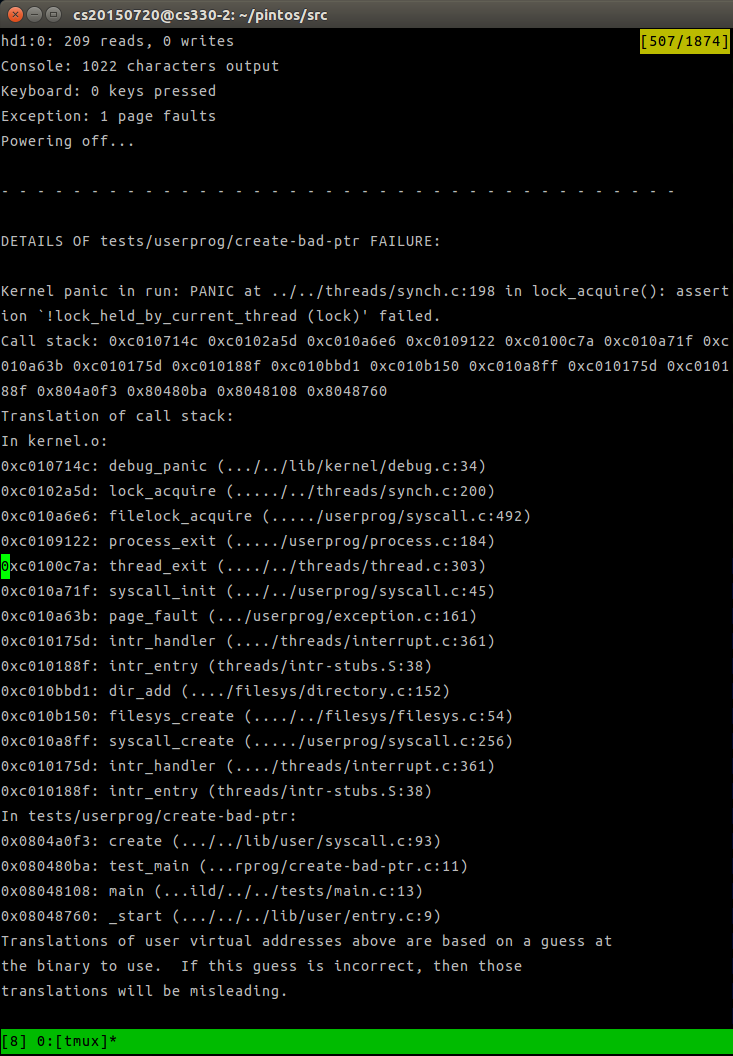 cs20150720@cs330-2: ~/pintos/src
hd1:0: 209 reads, 0 writes [507/1874]
Console: 1022 characters output
Keyboard: 0 keys pressed
Exception: 1 page faults
Powering off...
- - - - - - - - - - - - - - - - - - - - - - - - - - - - - - - - - - - - - -
DETAILS OF tests/userprog/create-bad-ptr FAILURE:
Kernel panic in run: PANIC at ../../threads/synch.c:198 in lock_acquire(): assert
ion `!lock_held_by_current_thread (lock)' failed.
Call stack: 0xc010714c 0xc0102a5d 0xc010a6e6 0xc0109122 0xc0100c7a 0xc010a71f 0xc
010a63b 0xc010175d 0xc010188f 0xc010bbd1 0xc010b150 0xc010a8ff 0xc010175d 0xc0101
88f 0x804a0f3 0x80480ba 0x8048108 0x8048760
Translation of call stack:
In kernel.o:
0xc010714c: debug_panic (.../../lib/kernel/debug.c:34)
0xc0102a5d: lock_acquire (...../../threads/synch.c:200)
0xc010a6e6: filelock_acquire (...../userprog/syscall.c:492)
0xc0109122: process_exit (...../userprog/process.c:184)
0xc0100c7a: thread_exit (..../../threads/thread.c:303)
0xc010a71f: syscall_init (.../../userprog/syscall.c:45)
0xc010a63b: page_fault (.../userprog/exception.c:161)
0xc010175d: intr_handler (..../threads/interrupt.c:361)
0xc010188f: intr_entry (threads/intr-stubs.S:38)
0xc010bbd1: dir_add (..../filesys/directory.c:152)
0xc010b150: filesys_create (..../../filesys/filesys.c:54)
0xc010a8ff: syscall_create (...../userprog/syscall.c:256)
0xc010175d: intr_handler (..../threads/interrupt.c:361)
0xc010188f: intr_entry (threads/intr-stubs.S:38)
In tests/userprog/create-bad-ptr:
0x0804a0f3: create (.../../lib/user/syscall.c:93)
0x080480ba: test_main (...rprog/create-bad-ptr.c:11)
0x08048108: main (...ild/../../tests/main.c:13)
0x08048760: _start (.../../../lib/user/entry.c:9)
Translations of user virtual addresses above are based on a guess at
the binary to use.  If this guess is incorrect, then those
translations will be misleading.
[8] 0:[tmux]*